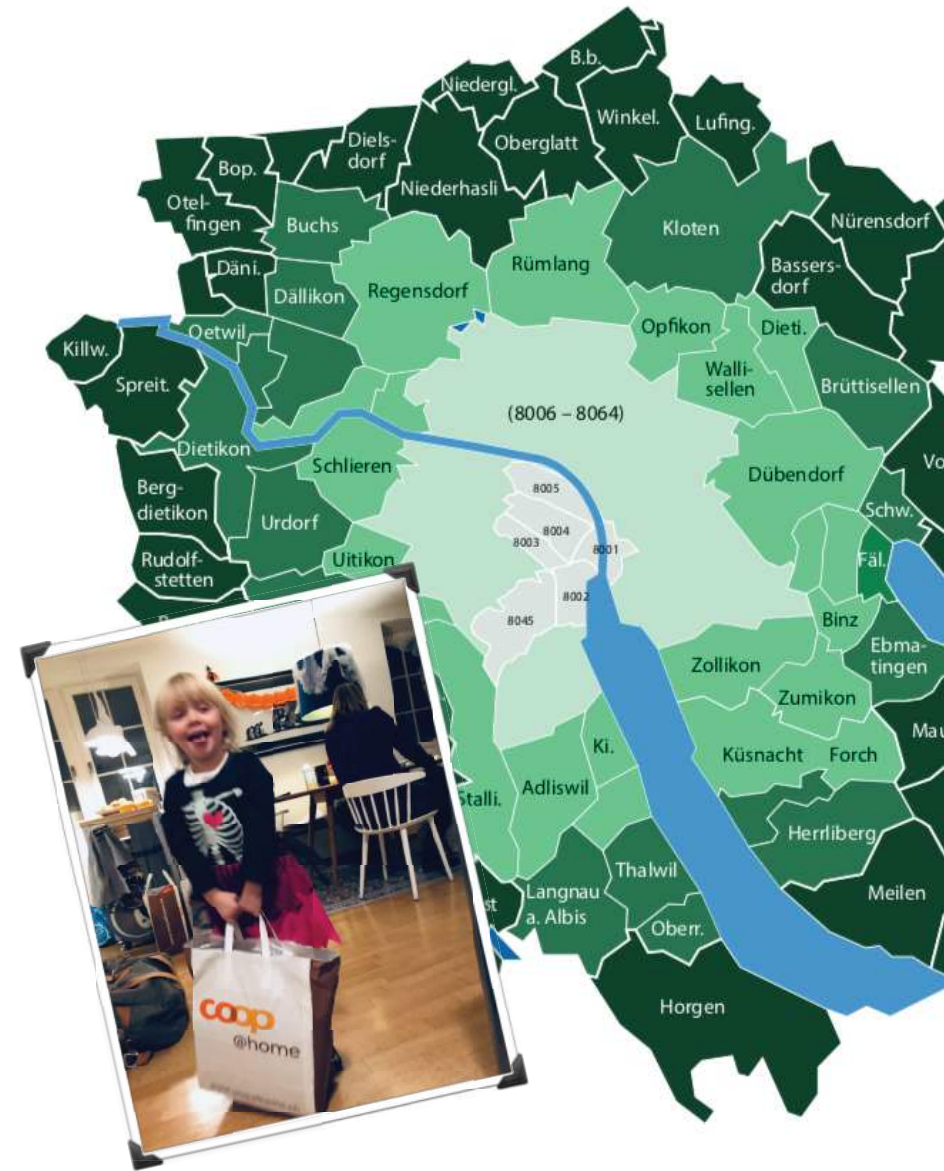 B.b.
Niedergl.
Winkel.
Lufing.
Diels-
dorf
Oberglatt
Bop.
Niederhasli
Otel-
fingen
Buchs
Kloten
Nürensdorf
Däni.
Rümlang
Bassers-
dorf
Dällikon
Regensdorf
Killw.
Oetwil
Opfikon
Dieti.
Spreit.
Walli-
sellen
Brüttisellen
(8006 – 8064)
Dietikon
Schlieren
Dübendorf
Vo
Berg-
dietikon
8005
Urdorf
Schw.
8004
8003
8001
Rudolf-
stetten
Uitikon
Fäl.
8002
8045
Binz
Ebma-
tingen
Zollikon
Zumikon
Mau
Ki.
Küsnacht
Forch
Stalli.
Adliswil
Herrliberg
Thalwil
Meilen
st
Langnau
a. Albis
Oberr.
Horgen
coop
@home